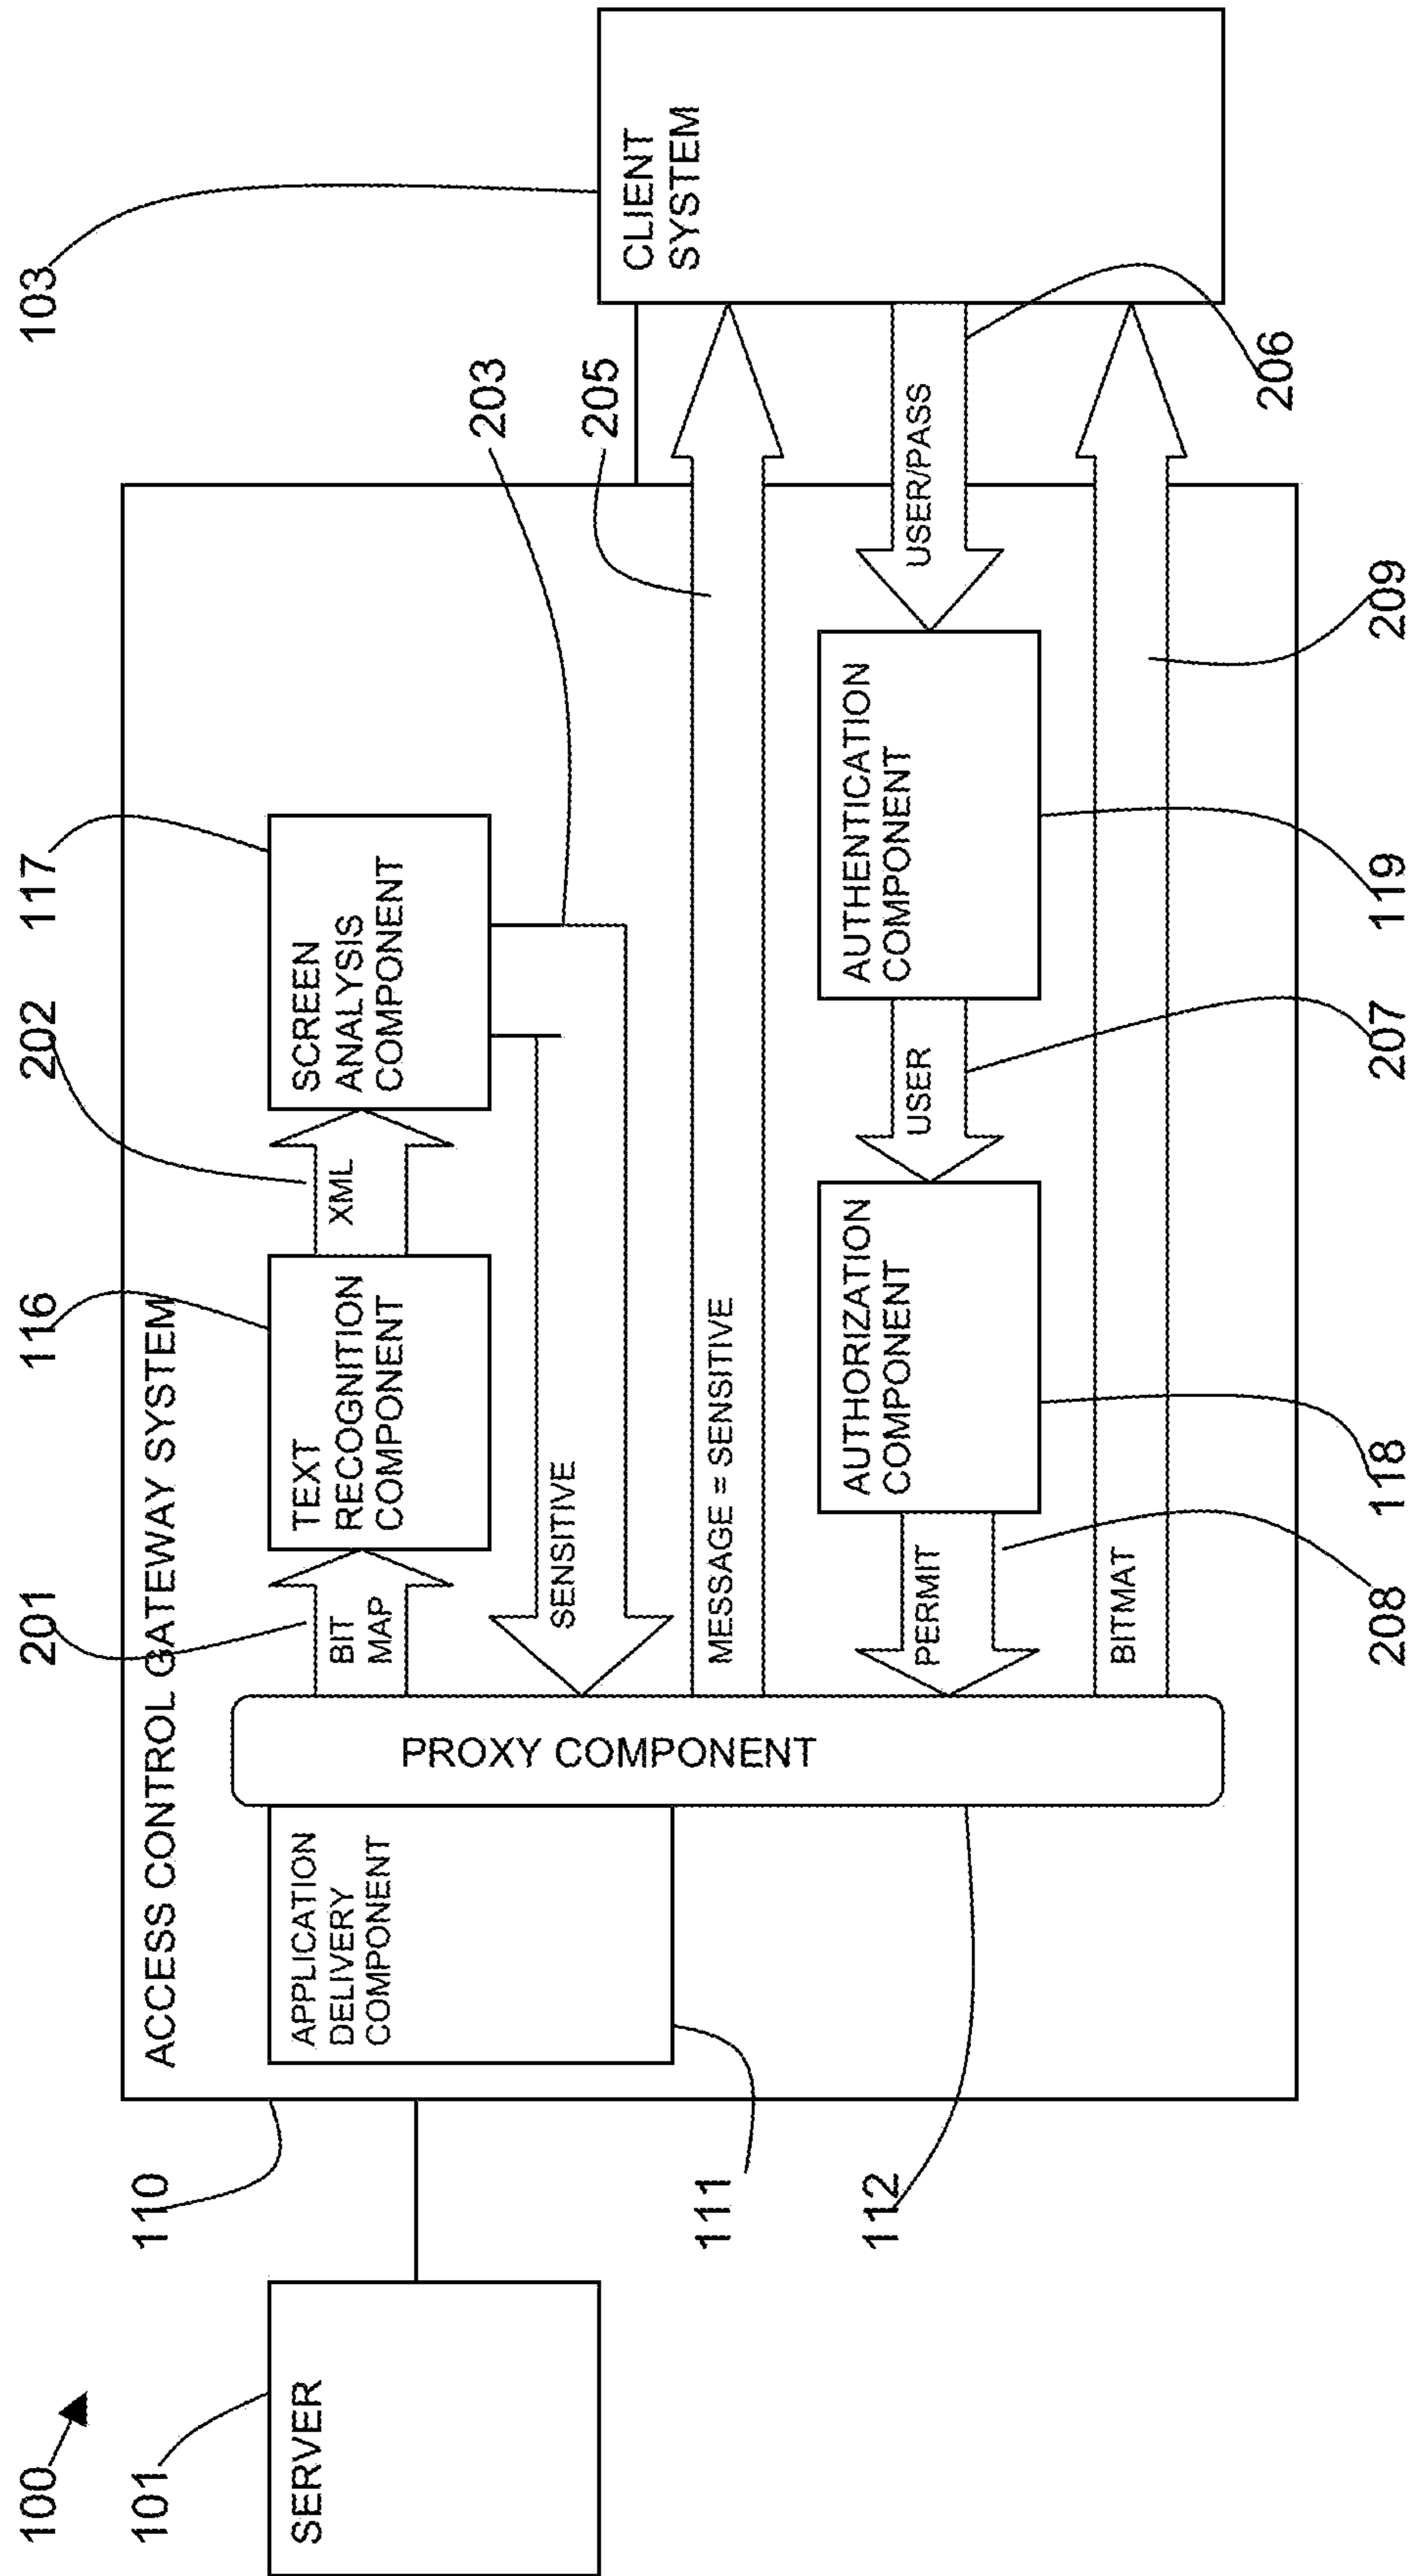 100
101
SERVER
110
111
112
ACCESS CONTROL GATEWAY SYSTEM
APPLICATION
DELIVERY
COMPONENT
PROXY COMPONENT
201
BIT
MAP
116
TEXT
RECOGNITION
COMPONENT
202
XML
117
SCREEN
ANALYSIS
COMPONENT
203
SENSITIVE
205
MESSAGE = SENSITIVE
103
CLIENT
SYSTEM
206
USER/PASS
AUTHENTICATION
COMPONENT
119
207
USER
AUTHORIZATION
COMPONENT
118
208
PERMIT
209
BITMAT